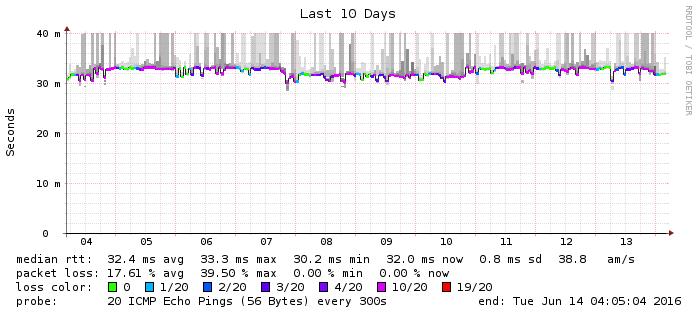 Last 10 Days
RRDTOOL / TOBI OETIKER
Seconds
40 m
30 m
20 m
10 m
0
04 05 06 07 08 09 10 11 12 13
median rtt: 32.4 ms avg 33.3 ms max 30.2 ms min 32.0 ms now 0.8 ms sd 38.8 am/s
packet loss: 17.61 % avg 39.50 % max 0.00 % min 0.00 % now
loss color: 0 1/20 2/20 3/20 4/20 10/20 19/20
probe: 20 ICMP Echo Pings (56 Bytes) every 300s end: Tue Jun 14 04:05:04 2016